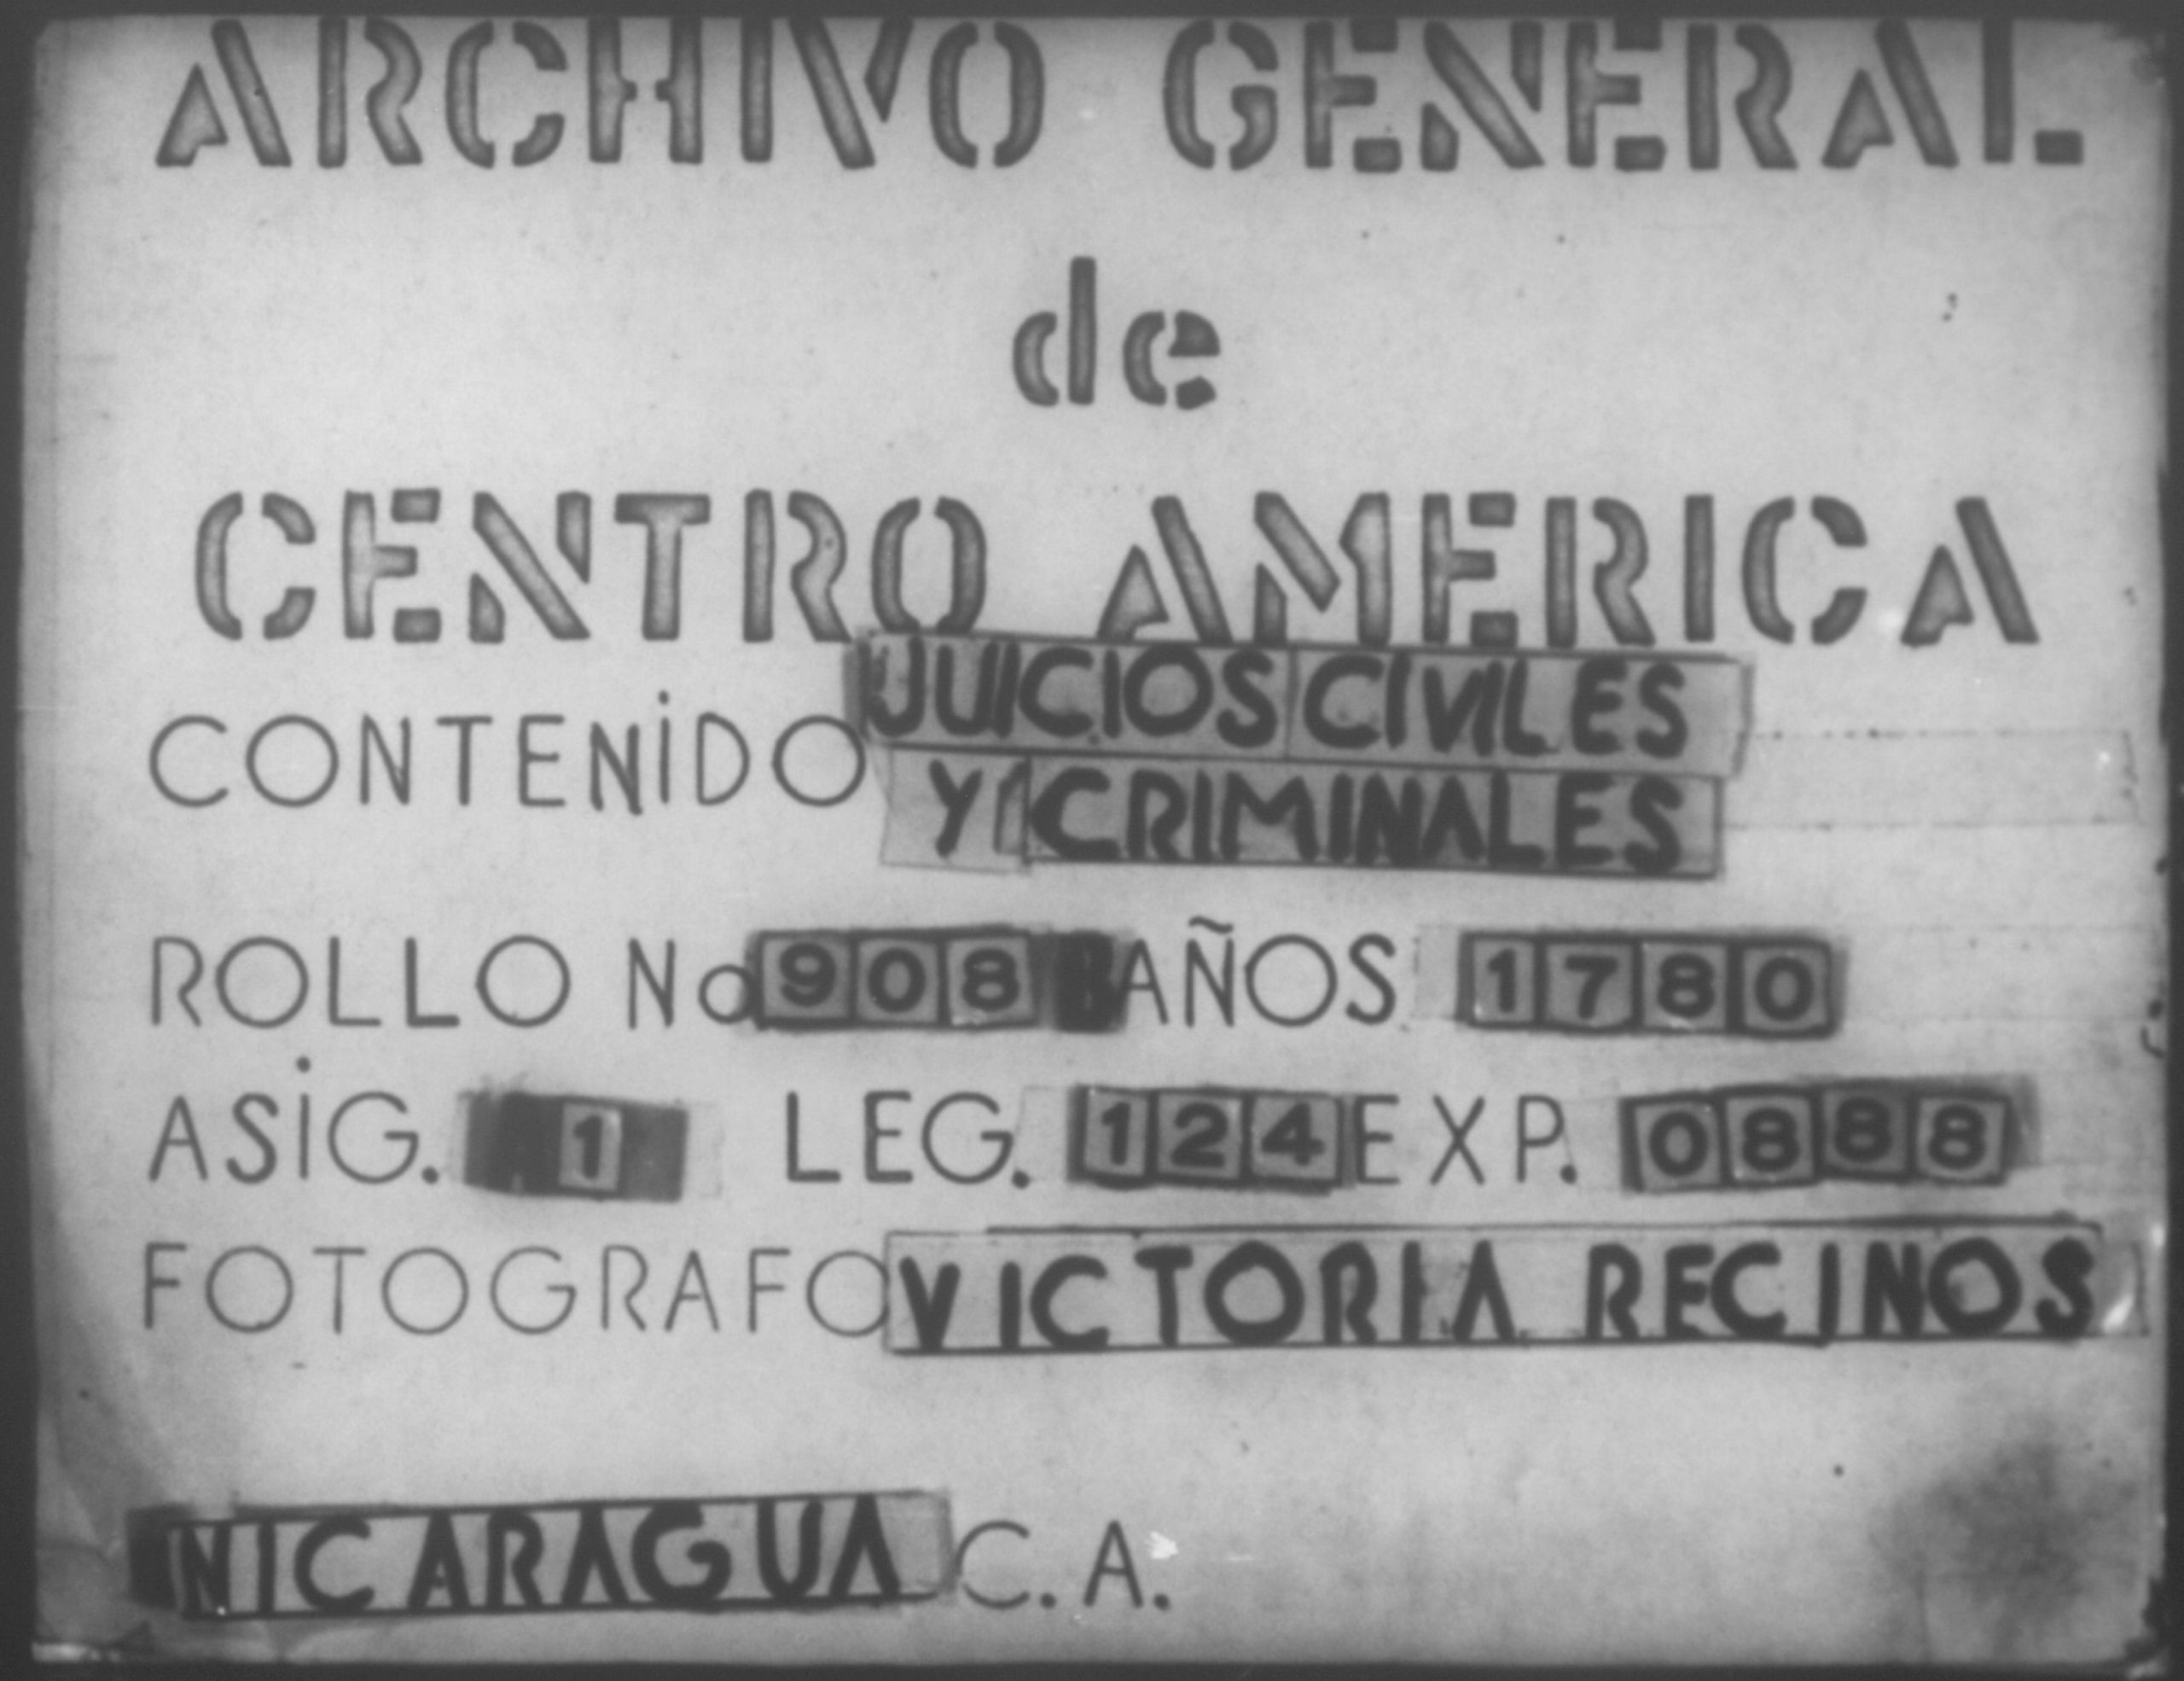 ARCHIVO GENERAL
de
CENTRO AMERICA
CONTENIDO JUICIOS CIVILES
Y CRIMINALES
ROLLO No 908 AÑOS 1780
ASIG. 1 LEG. 124 EXP. 0888
FOTOGRAFO VICTORIA RECINOS
NICARAGUA C. A.